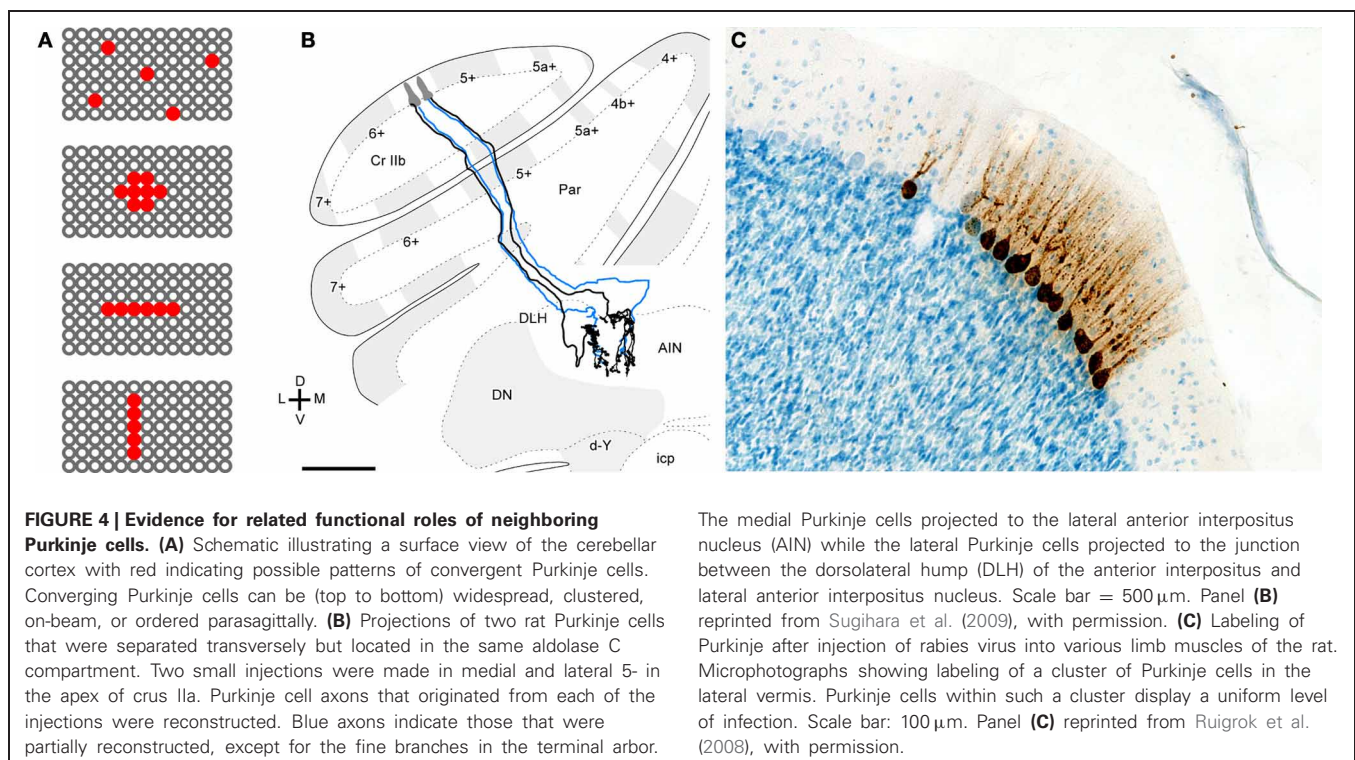 A
B
C
5+
5a+
4+
4b+
5a+
6+
Cr IIb
5+
Par
7+
6+
7+
DLH
AIN
D
L M
V
DN
d-Y
icp
FIGURE 4 | Evidence for related functional roles of neighboring
Purkinje cells. (A) Schematic illustrating a surface view of the cerebellar
cortex with red indicating possible patterns of convergent Purkinje cells.
Converging Purkinje cells can be (top to bottom) widespread, clustered,
on-beam, or ordered parasagittally. (B) Projections of two rat Purkinje cells
that were separated transversely but located in the same aldolase C
compartment. Two small injections were made in medial and lateral 5- in
the apex of crus IIa. Purkinje cell axons that originated from each of the
injections were reconstructed. Blue axons indicate those that were
partially reconstructed, except for the fine branches in the terminal arbor.
The medial Purkinje cells projected to the lateral anterior interpositus
nucleus (AIN) while the lateral Purkinje cells projected to the junction
between the dorsolateral hump (DLH) of the anterior interpositus and
lateral anterior interpositus nucleus. Scale bar = 500 μm. Panel (B)
reprinted from Sugihara et al. (2009), with permission. (C) Labeling of
Purkinje after injection of rabies virus into various limb muscles of the rat.
Microphotographs showing labeling of a cluster of Purkinje cells in the
lateral vermis. Purkinje cells within such a cluster display a uniform level
of infection. Scale bar: 100 μm. Panel (C) reprinted from Ruigrok et al.
(2008), with permission.